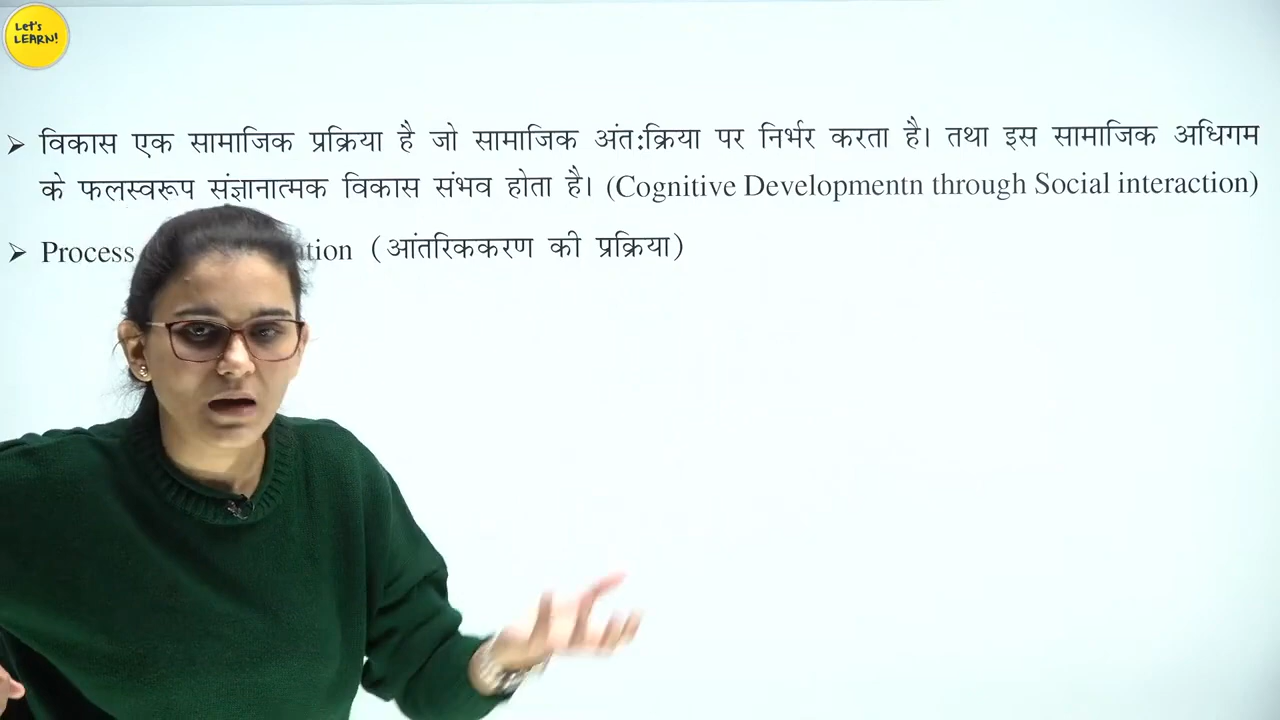 Let's
LEARN!
➤ विकास एक सामाजिक प्रक्रिया है जो सामाजिक अंत:क्रिया पर निर्भर करता है। तथा इस सामाजिक अधिगम
के फलस्वरूप संज्ञानात्मक विकास संभव होता है। (Cognitive Developmentn through Social interaction)
➤ Process tion (आंतरिककरण की प्रक्रिया)